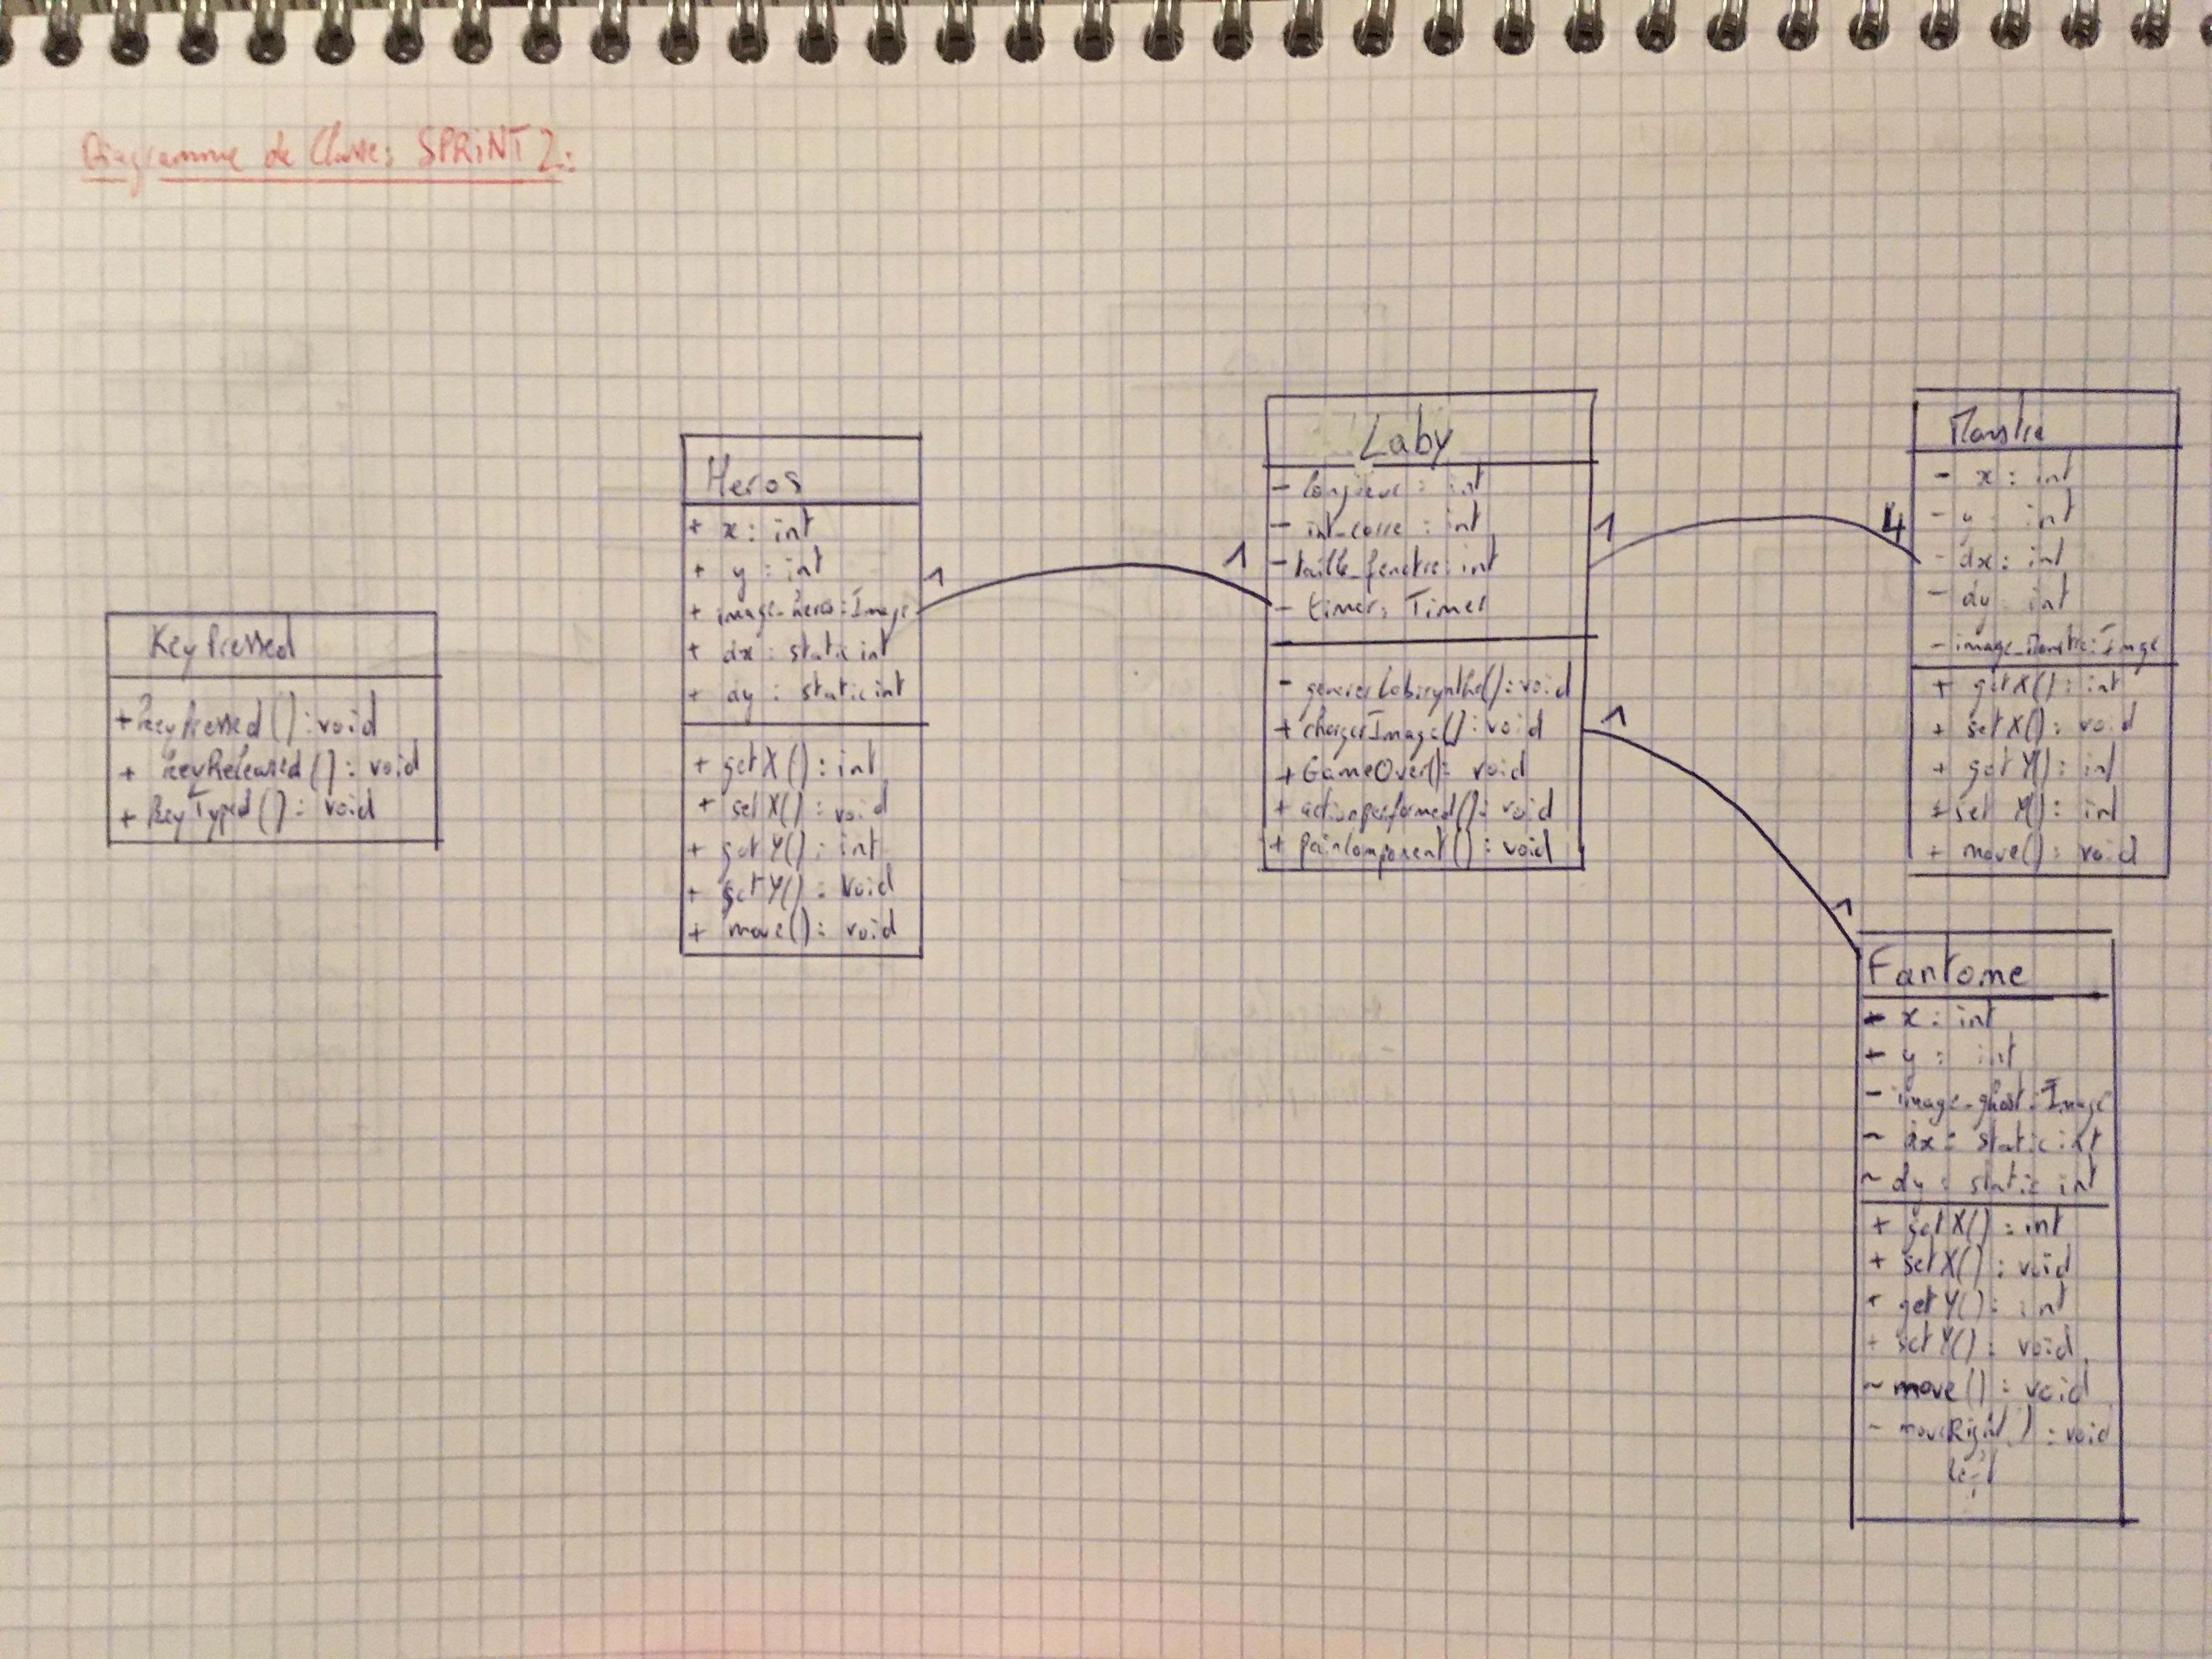 Diagramme de Classe: SPRiNT 2:
KeyPressed
+ KeyPressed() : void
+ KeyReleased() : void
+ KeyTyped() : void
Heros
+ x : int
+ y : int
+ image_heros : Image
+ dx : static int
+ dy : static int
+ getX() : int
+ setX() : void
+ getY() : int
+ setY() : void
+ move() : void
1
1
Laby
- longueur : int
- int_carre : int
- taille_fenetre : int
- timer : Timer
- genererLabirynthe() : void
+ chargerImage() : void
+ GameOver() : void
+ actionperformed() : void
+ paintComponent() : void
1
4
1
1
Monstre
- x : int
- y : int
- dx : int
- dy : int
- image_Monstre : Image
+ getX() : int
+ setX() : void
+ getY() : int
+ set Y() : int
+ move() : void
Fantome
+ x : int
+ y : int
- image_ghost : Image
~ dx : static int
~ dy : static int
+ getX() : int
+ setX() : void
+ getY() : int
+ setY() : void
~ move() : void
- moveRight() : void
left